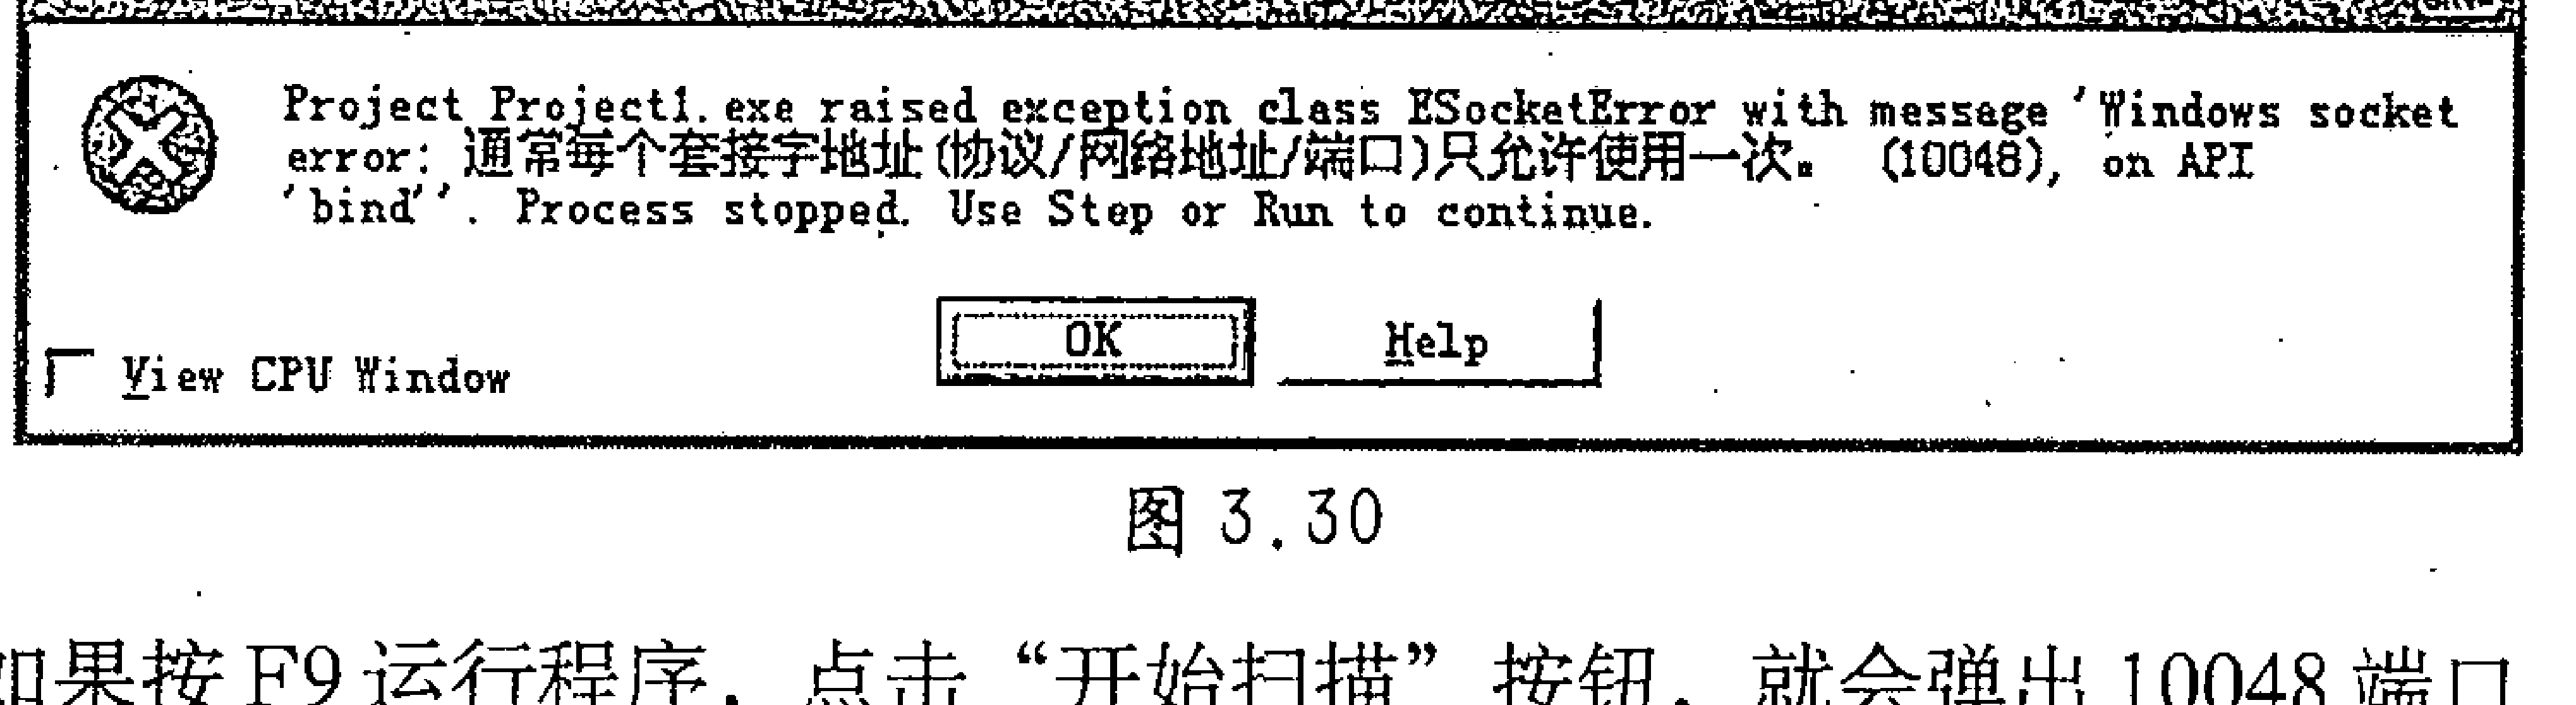 Project Project1.exe raised exception class ESocketError with message 'Windows socket
error: 通常每个套接字地址(协议/网络地址/端口)只允许使用一次。 (10048), on API
'bind''. Process stopped. Use Step or Run to continue.
OK
Help
View CPU Window
图 3.30
如果按 F9 运行程序，点击“开始扫描”按钮，就会弹出 10048 端口